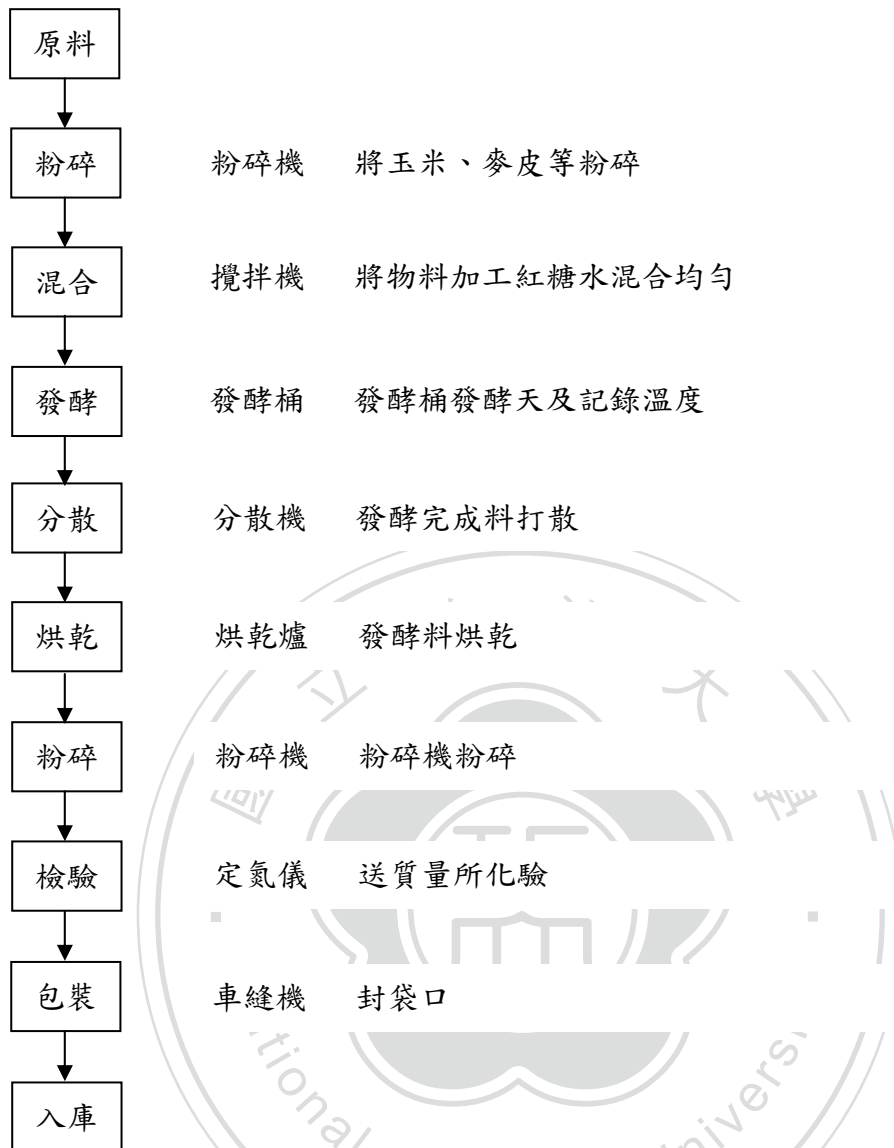 原料
粉碎 粉碎機 將玉米、麥皮等粉碎
混合 攪拌機 將物料加工紅糖水混合均勻
發酵 發酵桶 發酵桶發酵天及記錄溫度
分散 分散機 發酵完成料打散
烘乾 烘乾爐 發酵料烘乾
粉碎 粉碎機 粉碎機粉碎
檢驗 定氮儀 送質量所化驗
包裝 車縫機 封袋口
入庫